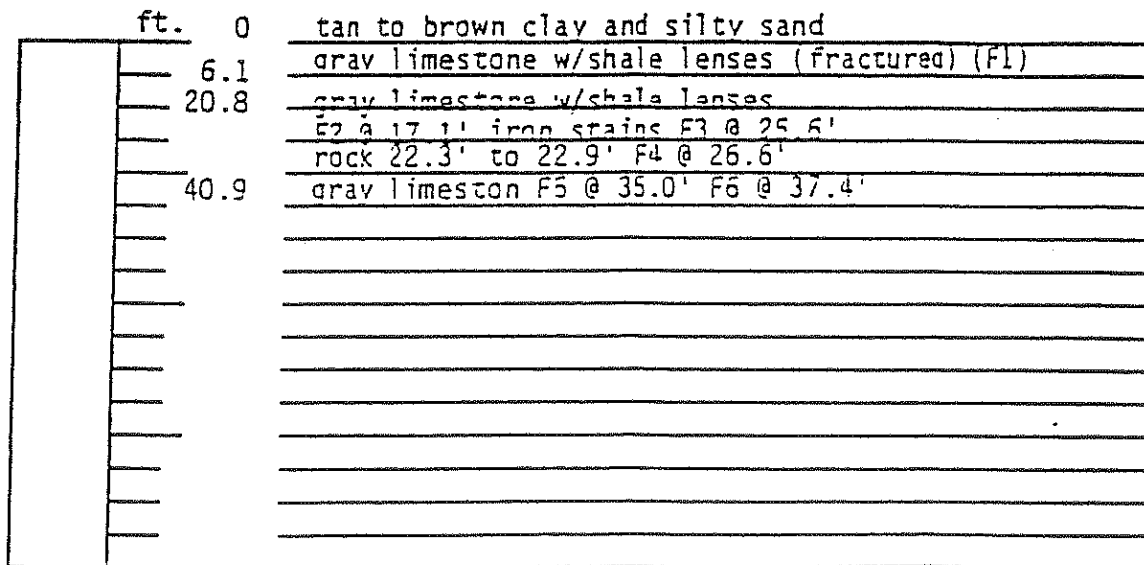 ft. 0 tan to brown clay and silty sand
6.1 gray limestone w/shale lenses (fractured) (F1)
20.8 gray limestone w/shale lenses
F2 @ 17.1' iron stains F3 @ 25.6'
rock 22.3' to 22.9' F4 @ 26.6'
40.9 gray limeston F5 @ 35.0' F6 @ 37.4'